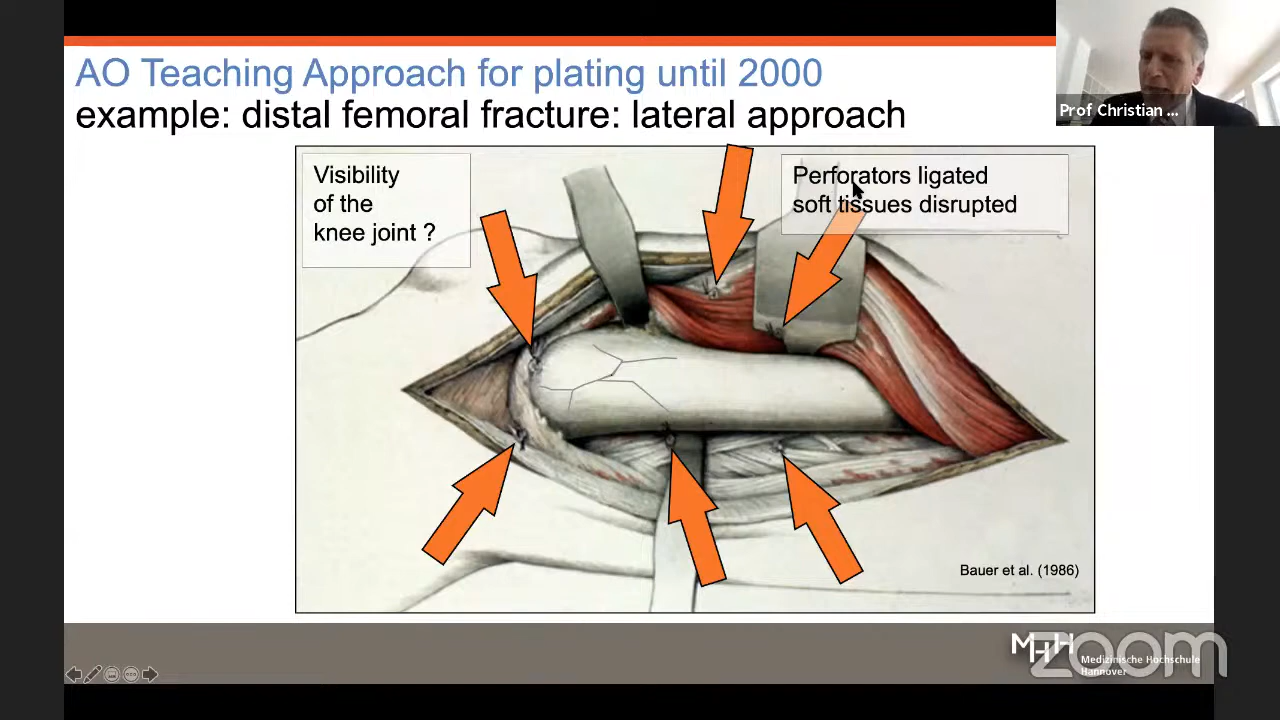 AO Teaching Approach for plating until 2000
example: distal femoral fracture: lateral approach
Prof Christian ...
Visibility
of the
knee joint ?
Perforators ligated
soft tissues disrupted
Bauer et al. (1986)
MHH
Medizinische Hochschule
Hannover
zoom